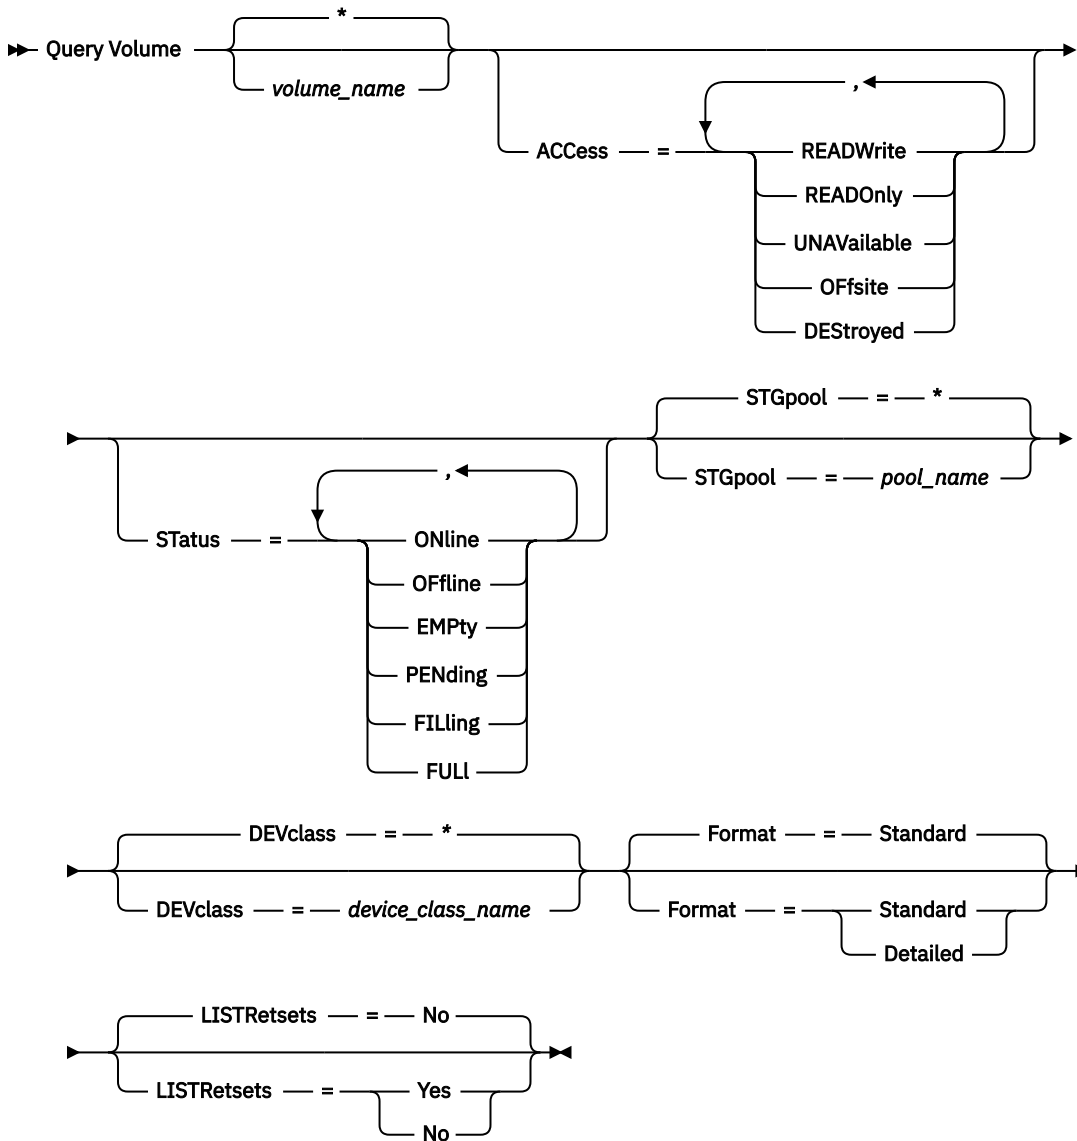 *
Query Volume
volume_name
,
ACCess = READWrite
READOnly
UNAVailable
OFfsite
DEStroyed
STGpool = *
STGpool = pool_name
,
STatus = ONline
OFfline
EMPty
PENding
FILling
FULl
DEVclass = * Format = Standard
DEVclass = device_class_name Format = Standard
Detailed
LISTRetsets = No
LISTRetsets = Yes
No